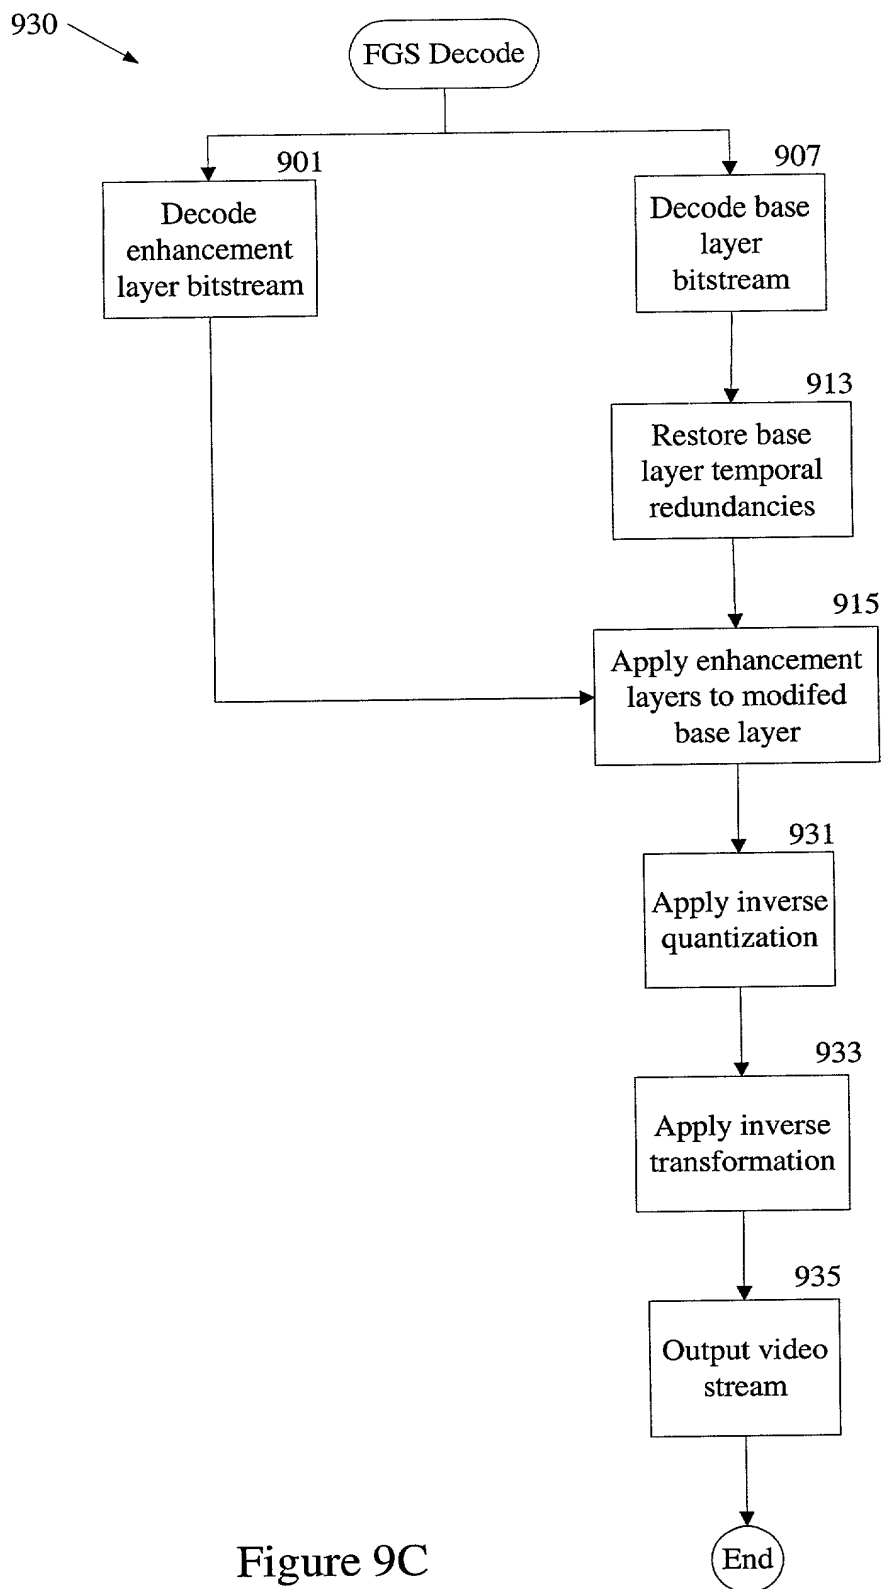 930
FGS Decode
901
Decode
enhancement
layer bitstream
907
Decode base
layer
bitstream
913
Restore base
layer temporal
redundancies
915
Apply enhancement
layers to modifed
base layer
931
Apply inverse
quantization
933
Apply inverse
transformation
935
Output video
stream
End
Figure 9C